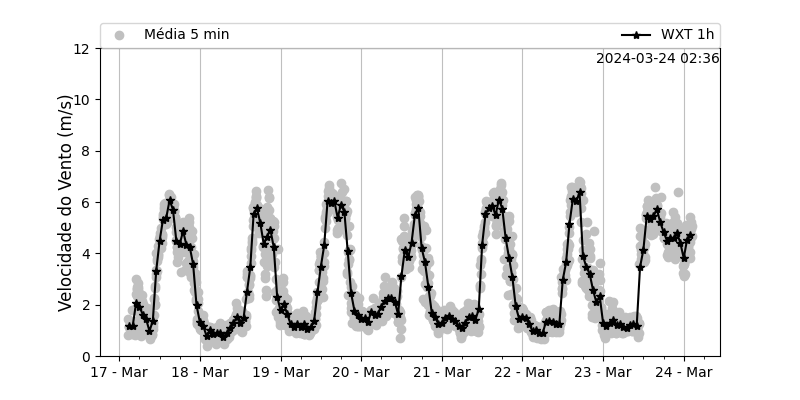 Média 5 min
WXT 1h
2024-03-24 02:36
Velocidade do Vento (m/s)
12
10
8
6
4
2
0
17 - Mar
18 - Mar
19 - Mar
20 - Mar
21 - Mar
22 - Mar
23 - Mar
24 - Mar